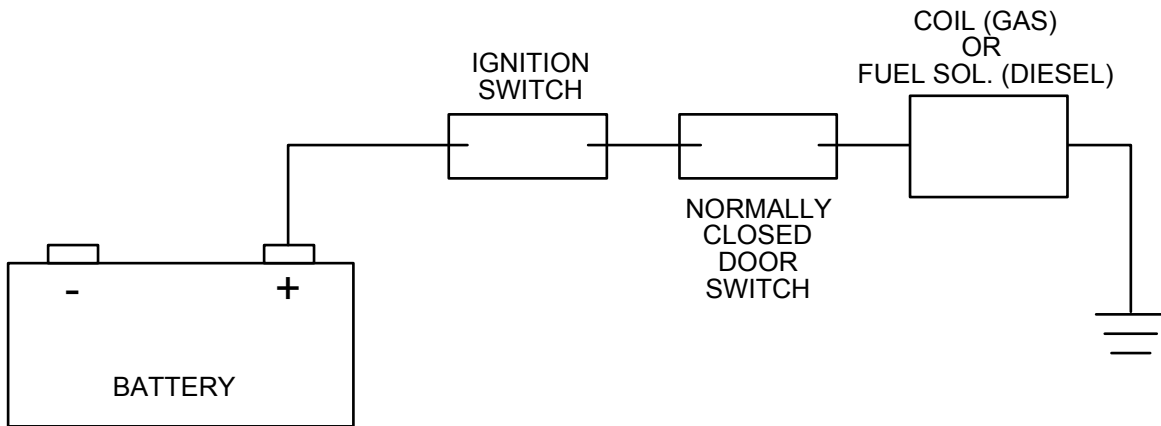 COIL (GAS)
OR
FUEL SOL. (DIESEL)
IGNITION
SWITCH
NORMALLY
CLOSED
DOOR
SWITCH
-
+
BATTERY